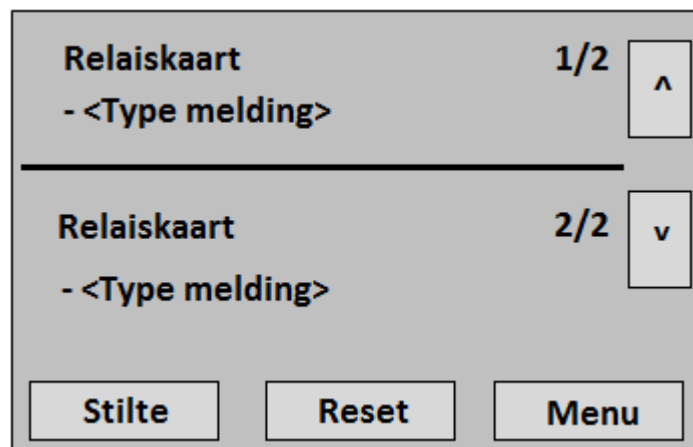 Relaiskaart 1/2
^
- <Type melding>
Relaiskaart 2/2
v
- <Type melding>
Stilte Reset Menu